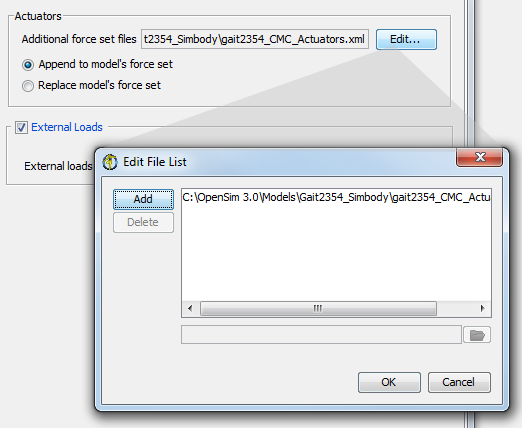 Actuators
Additional force set files t2354_Simbody\gait2354_CMC_Actuators.xml Edit...
Append to model's force set
Replace model's force set
External Loads
External loads
Edit File List
Add C:\OpenSim 3.0\Models\Gait2354_Simbody\gait2354_CMC_Actua
Delete
OK Cancel